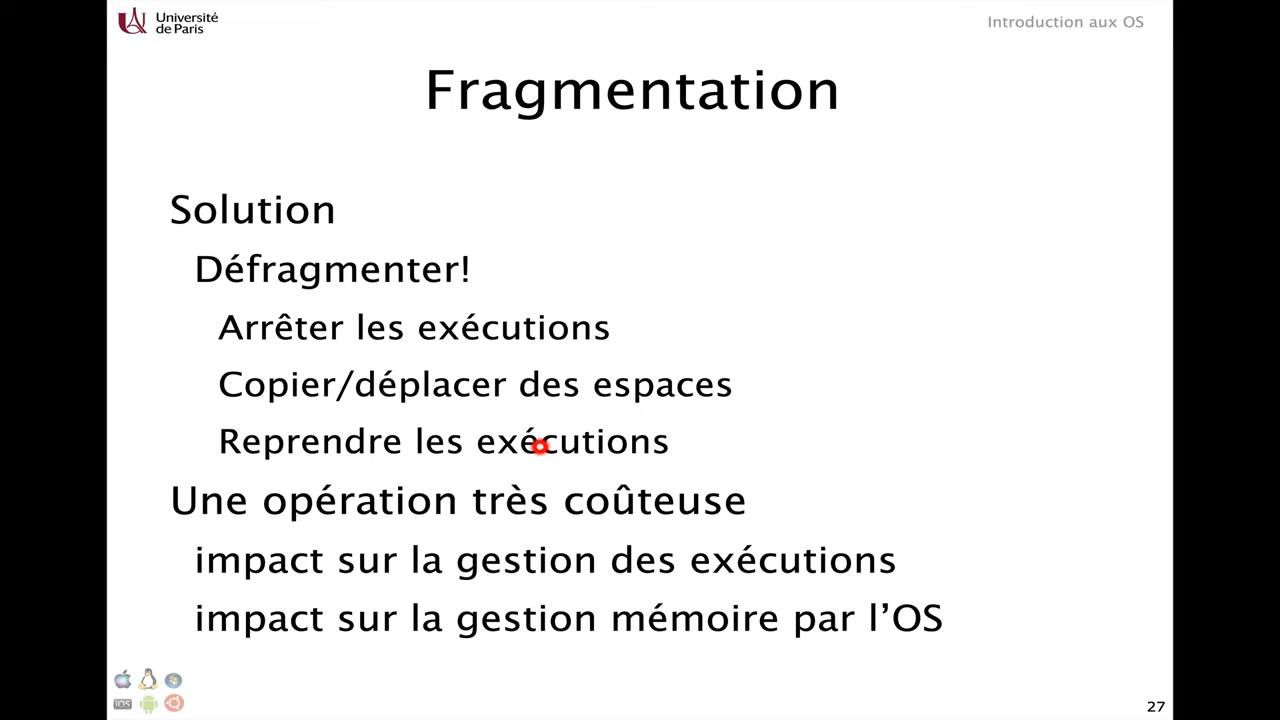 Université
de Paris
Introduction aux OS
Fragmentation
Solution
Défragmenter!
Arrêter les exécutions
Copier/déplacer des espaces
Reprendre les exécutions
Une opération très coûteuse
impact sur la gestion des exécutions
impact sur la gestion mémoire par l’OS
iOS
27